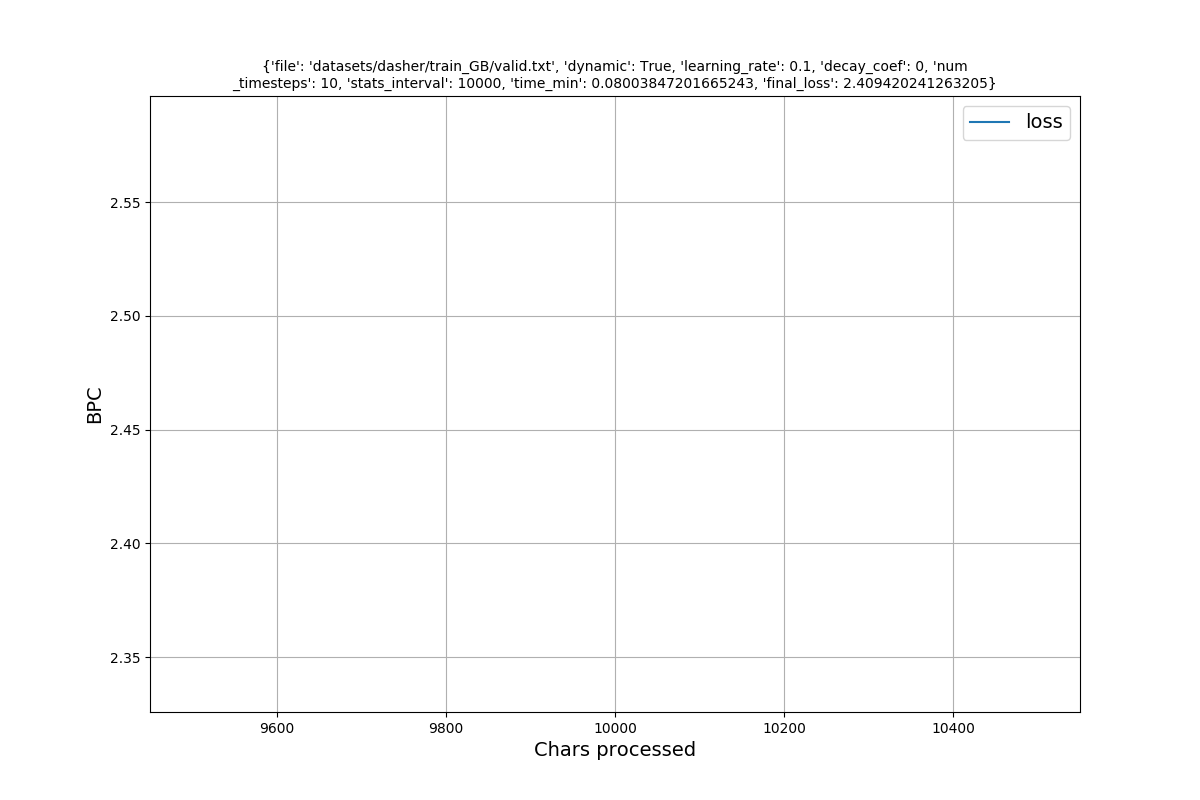 {'file': 'datasets/dasher/train_GB/valid.txt', 'dynamic': True, 'learning_rate': 0.1, 'decay_coef': 0, 'num
_timesteps': 10, 'stats_interval': 10000, 'time_min': 0.08003847201665243, 'final_loss': 2.409420241263205}
loss
2.55
2.50
2.45
2.40
2.35
BPC
9600
9800
10000
10200
10400
Chars processed